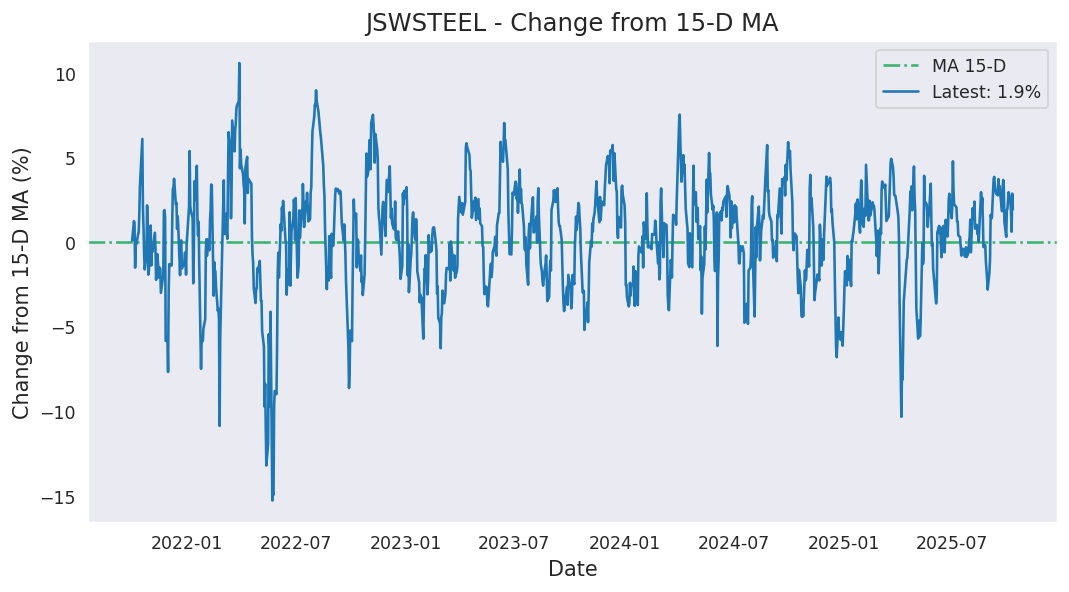 JSWSTEEL - Change from 15-D MA
MA 15-D
Latest: 1.9%
Change from 15-D MA (%)
10
5
0
−5
−10
−15
2022-01
2022-07
2023-01
2023-07
2024-01
2024-07
2025-01
2025-07
Date